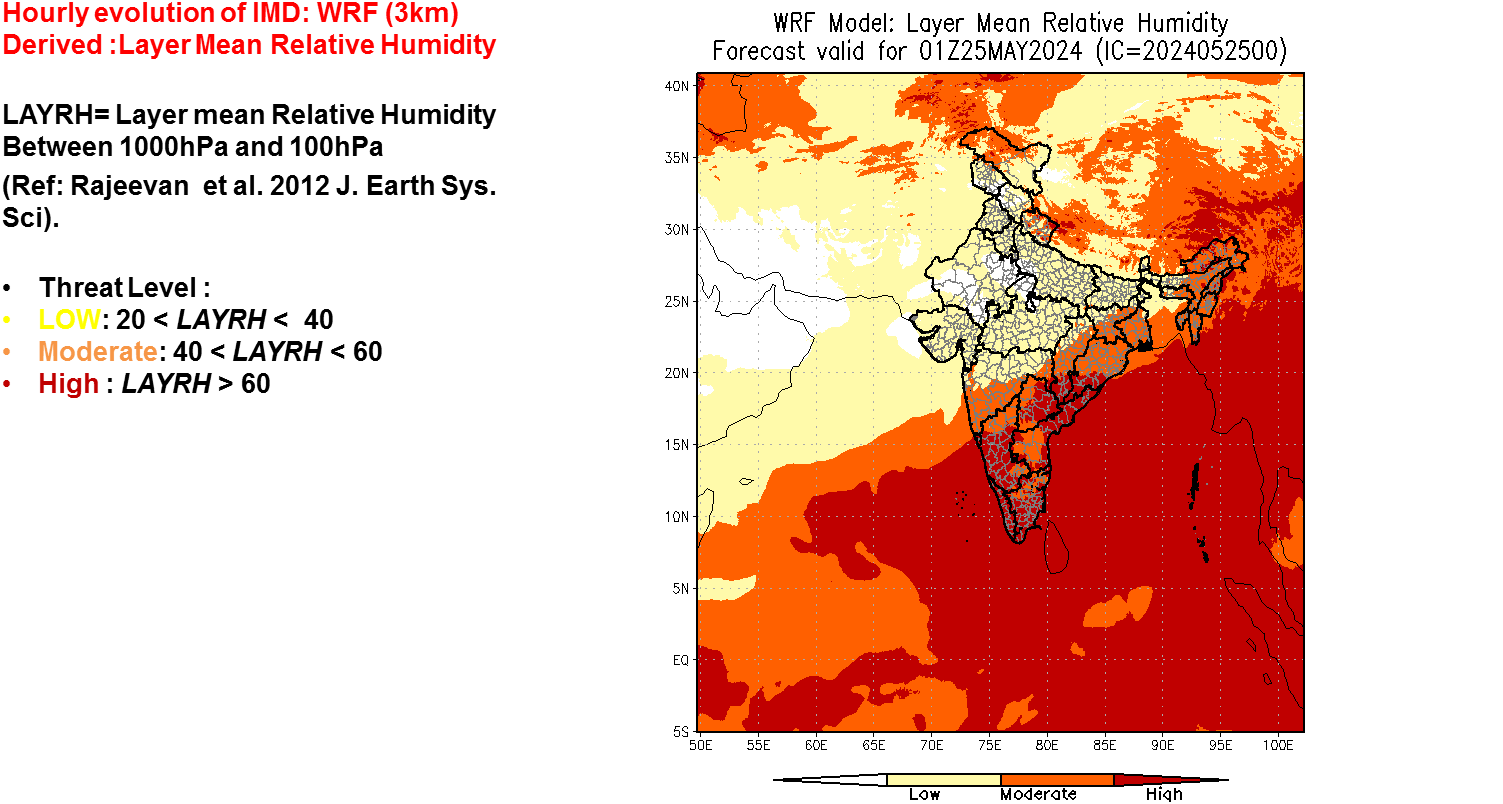 Hourly evolution of IMD: WRF (3km)
Derived :Layer Mean Relative Humidity
LAYRH= Layer mean Relative Humidity
Between 1000hPa and 100hPa
(Ref: Rajeevan et al. 2012 J. Earth Sys.
Sci).
• Threat Level :
• LOW: 20 < LAYRH < 40
• Moderate: 40 < LAYRH < 60
• High : LAYRH > 60
WRF Model: Layer Mean Relative Humidity
Forecast valid for 01Z25MAY2024 (IC=2024052500)
40N
35N
30N
25N
20N
15N
10N
5N
EQ
5S
50E 55E 60E 65E 70E 75E 80E 85E 90E 95E 100E
Low Moderate High